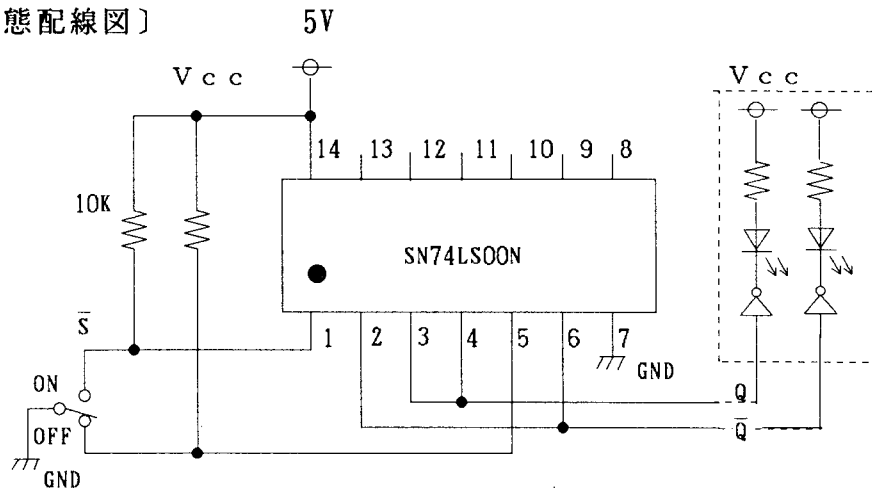 態配線図〕
5V
Vcc
Vcc
14 13 12 11 10 9 8
10K
SN74LS00N
S̅
1 2 3 4 5 6 7
GND
ON
OFF
GND
Q
Q̅